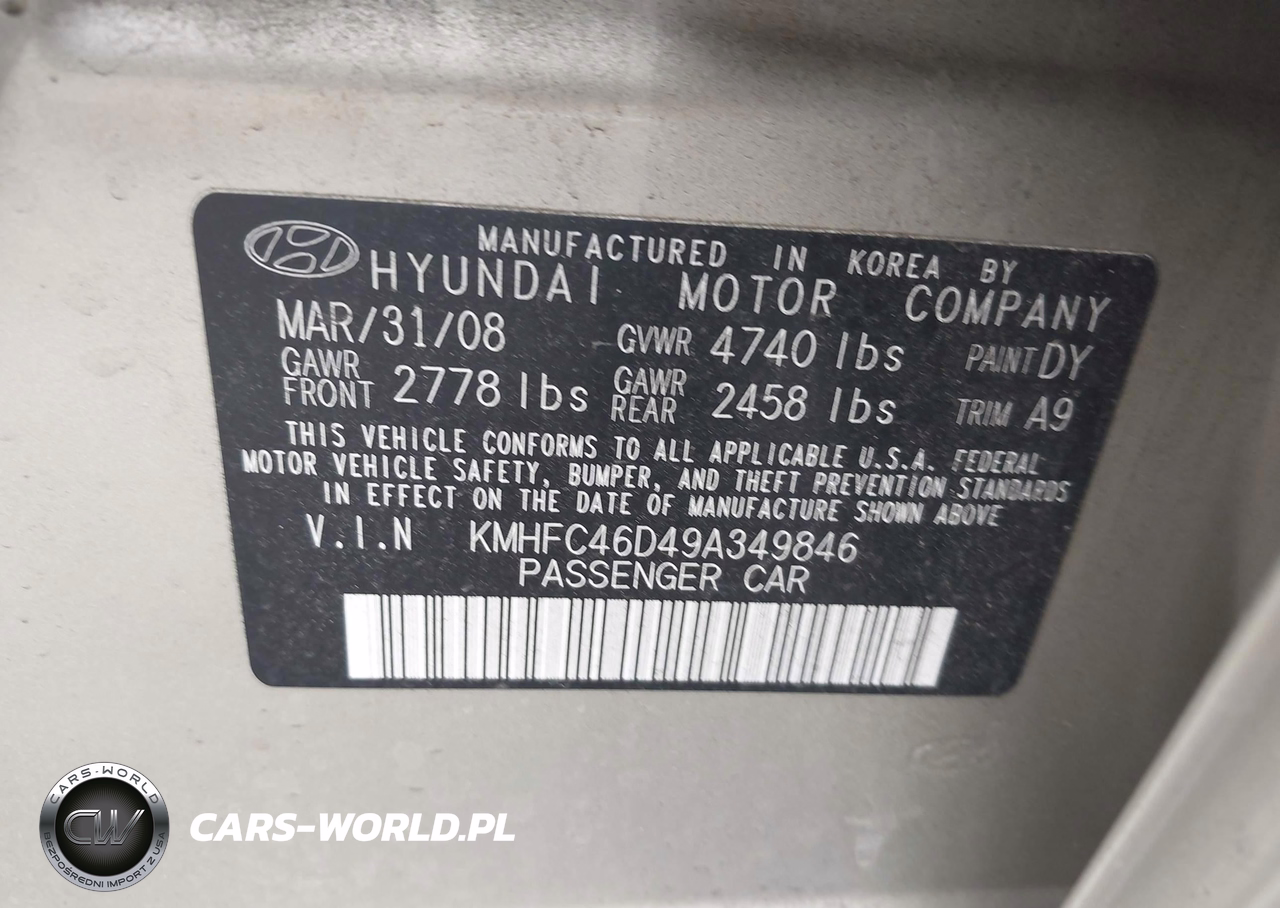 MANUFACTURED IN KOREA BY
HYUNDAI MOTOR COMPANY
MAR/31/08 GVWR 4740 lbs PAINT DY
GAWR FRONT 2778 lbs GAWR REAR 2458 lbs TRIM A9
THIS VEHICLE CONFORMS TO ALL APPLICABLE U.S.A. FEDERAL
MOTOR VEHICLE SAFETY, BUMPER, AND THEFT PREVENTION STANDARDS
IN EFFECT ON THE DATE OF MANUFACTURE SHOWN ABOVE
V.I.N KMHFC46D49A349846
PASSENGER CAR
CARS-WORLD
CW
BEZPOŚREDNI IMPORT Z USA
CARS-WORLD.PL